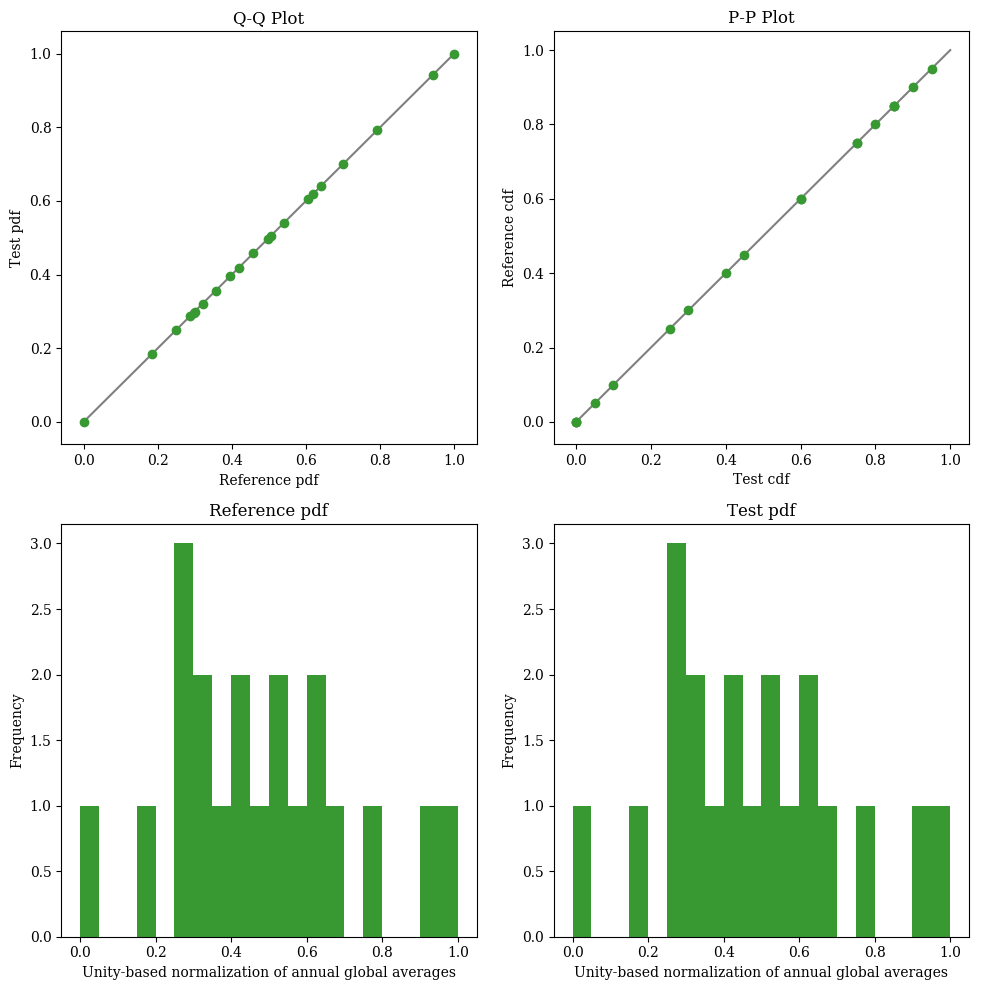 Q-Q Plot
Test pdf
1.0
0.8
0.6
0.4
0.2
0.0
0.0 0.2 0.4 0.6 0.8 1.0
Reference pdf
P-P Plot
Reference cdf
1.0
0.8
0.6
0.4
0.2
0.0
0.0 0.2 0.4 0.6 0.8 1.0
Test cdf
Reference pdf
Frequency
3.0
2.5
2.0
1.5
1.0
0.5
0.0
0.0 0.2 0.4 0.6 0.8 1.0
Unity-based normalization of annual global averages
Test pdf
Frequency
3.0
2.5
2.0
1.5
1.0
0.5
0.0
0.0 0.2 0.4 0.6 0.8 1.0
Unity-based normalization of annual global averages